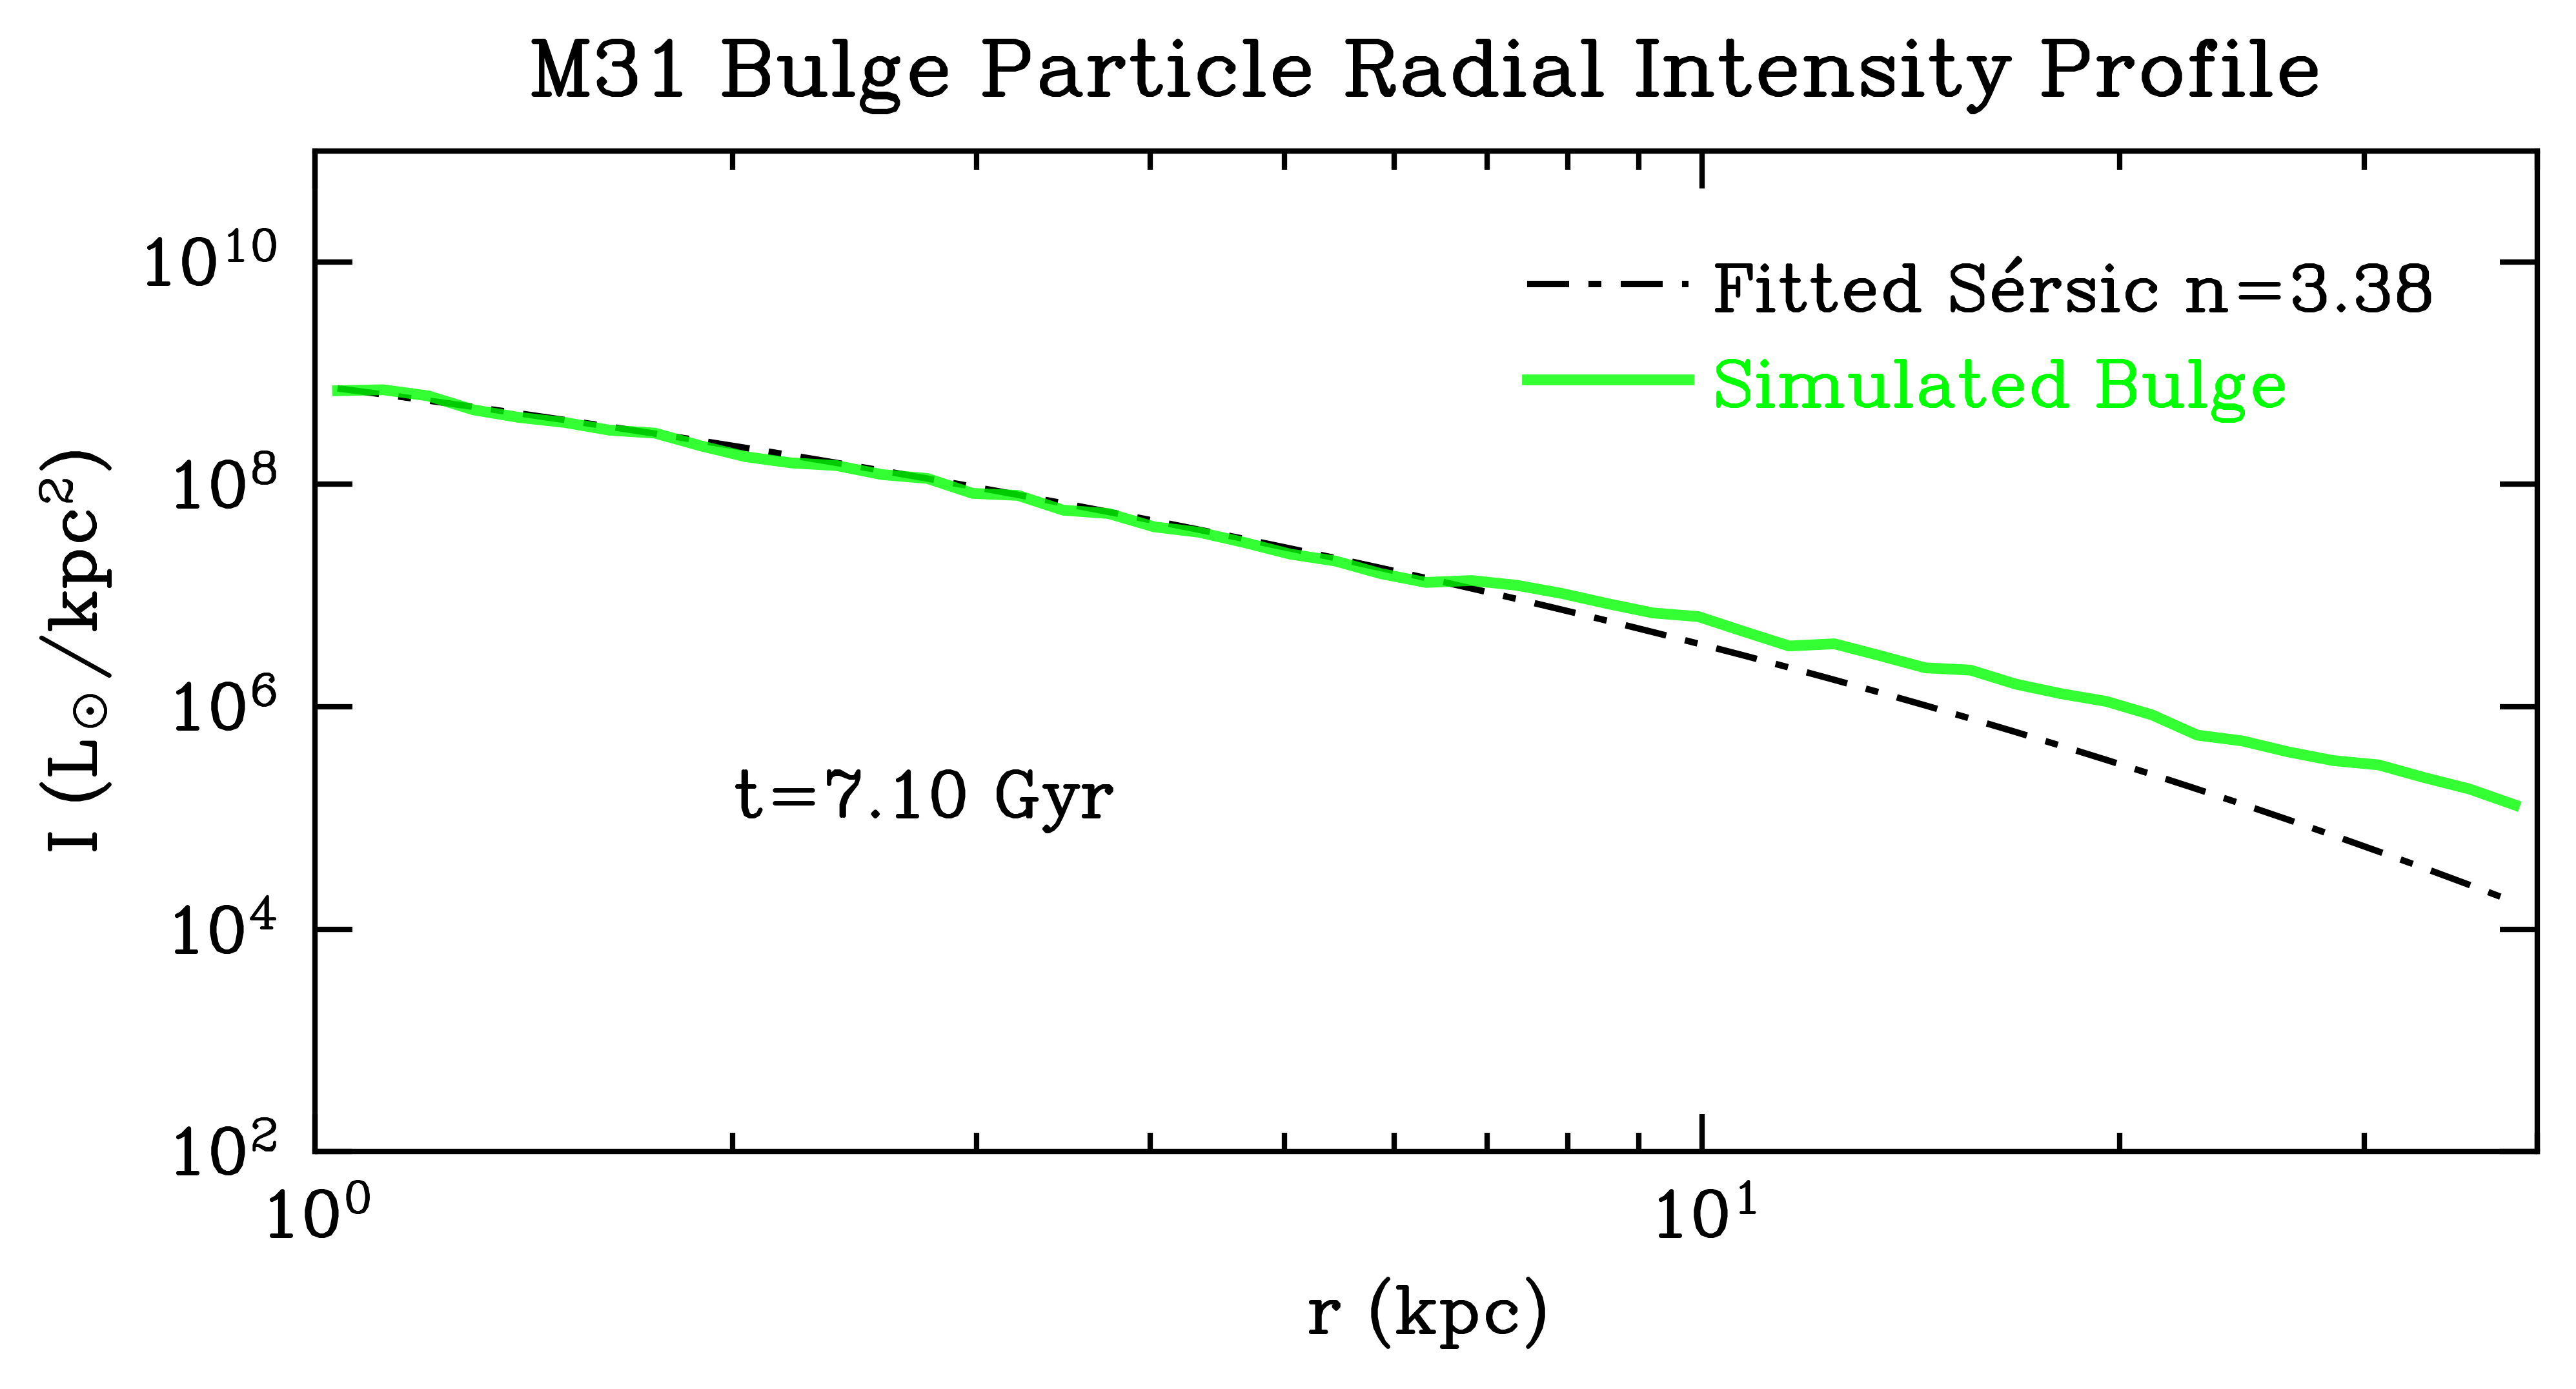 M31 Bulge Particle Radial Intensity Profile
10¹⁰
10⁸
10⁶
10⁴
10²
I (L⊙/kpc²)
Fitted Sérsic n=3.38
Simulated Bulge
t=7.10 Gyr
10⁰
10¹
r (kpc)